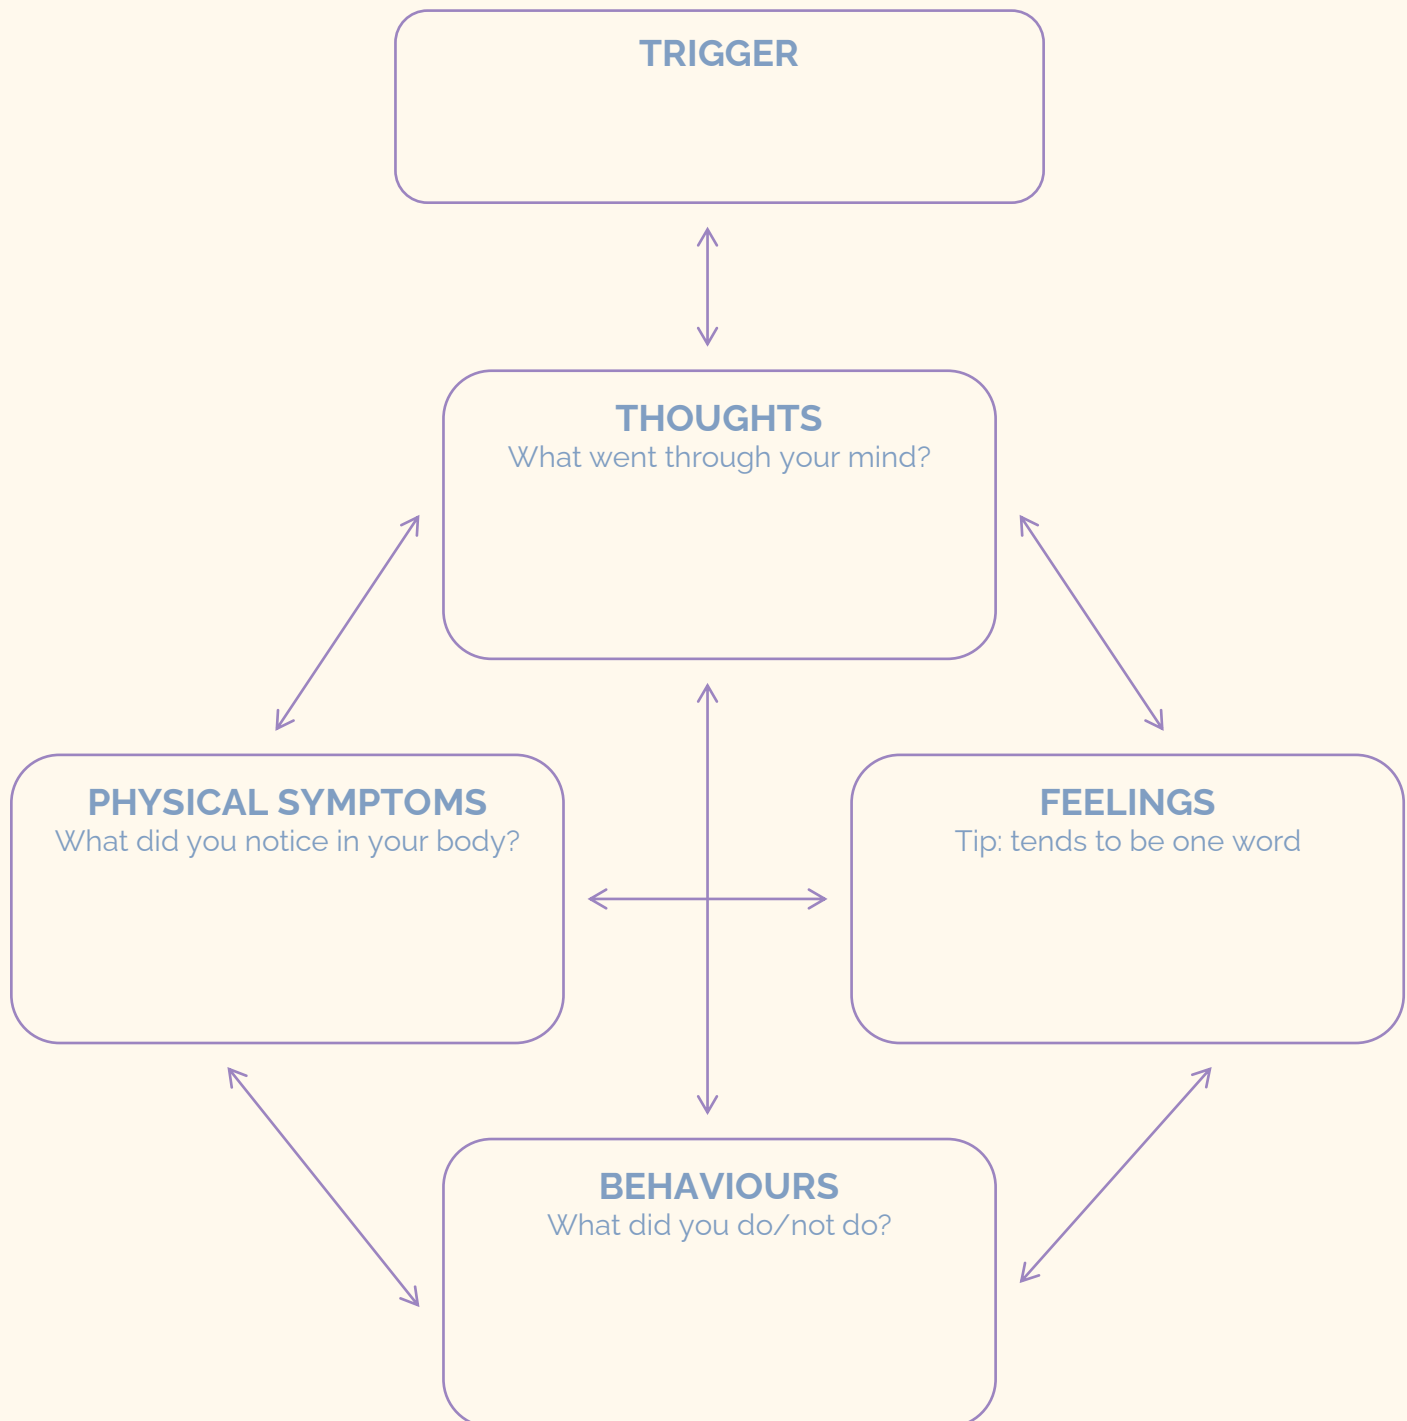 TRIGGER
THOUGHTS
What went through your mind?
PHYSICAL SYMPTOMS
What did you notice in your body?
FEELINGS
Tip: tends to be one word
BEHAVIOURS
What did you do/not do?